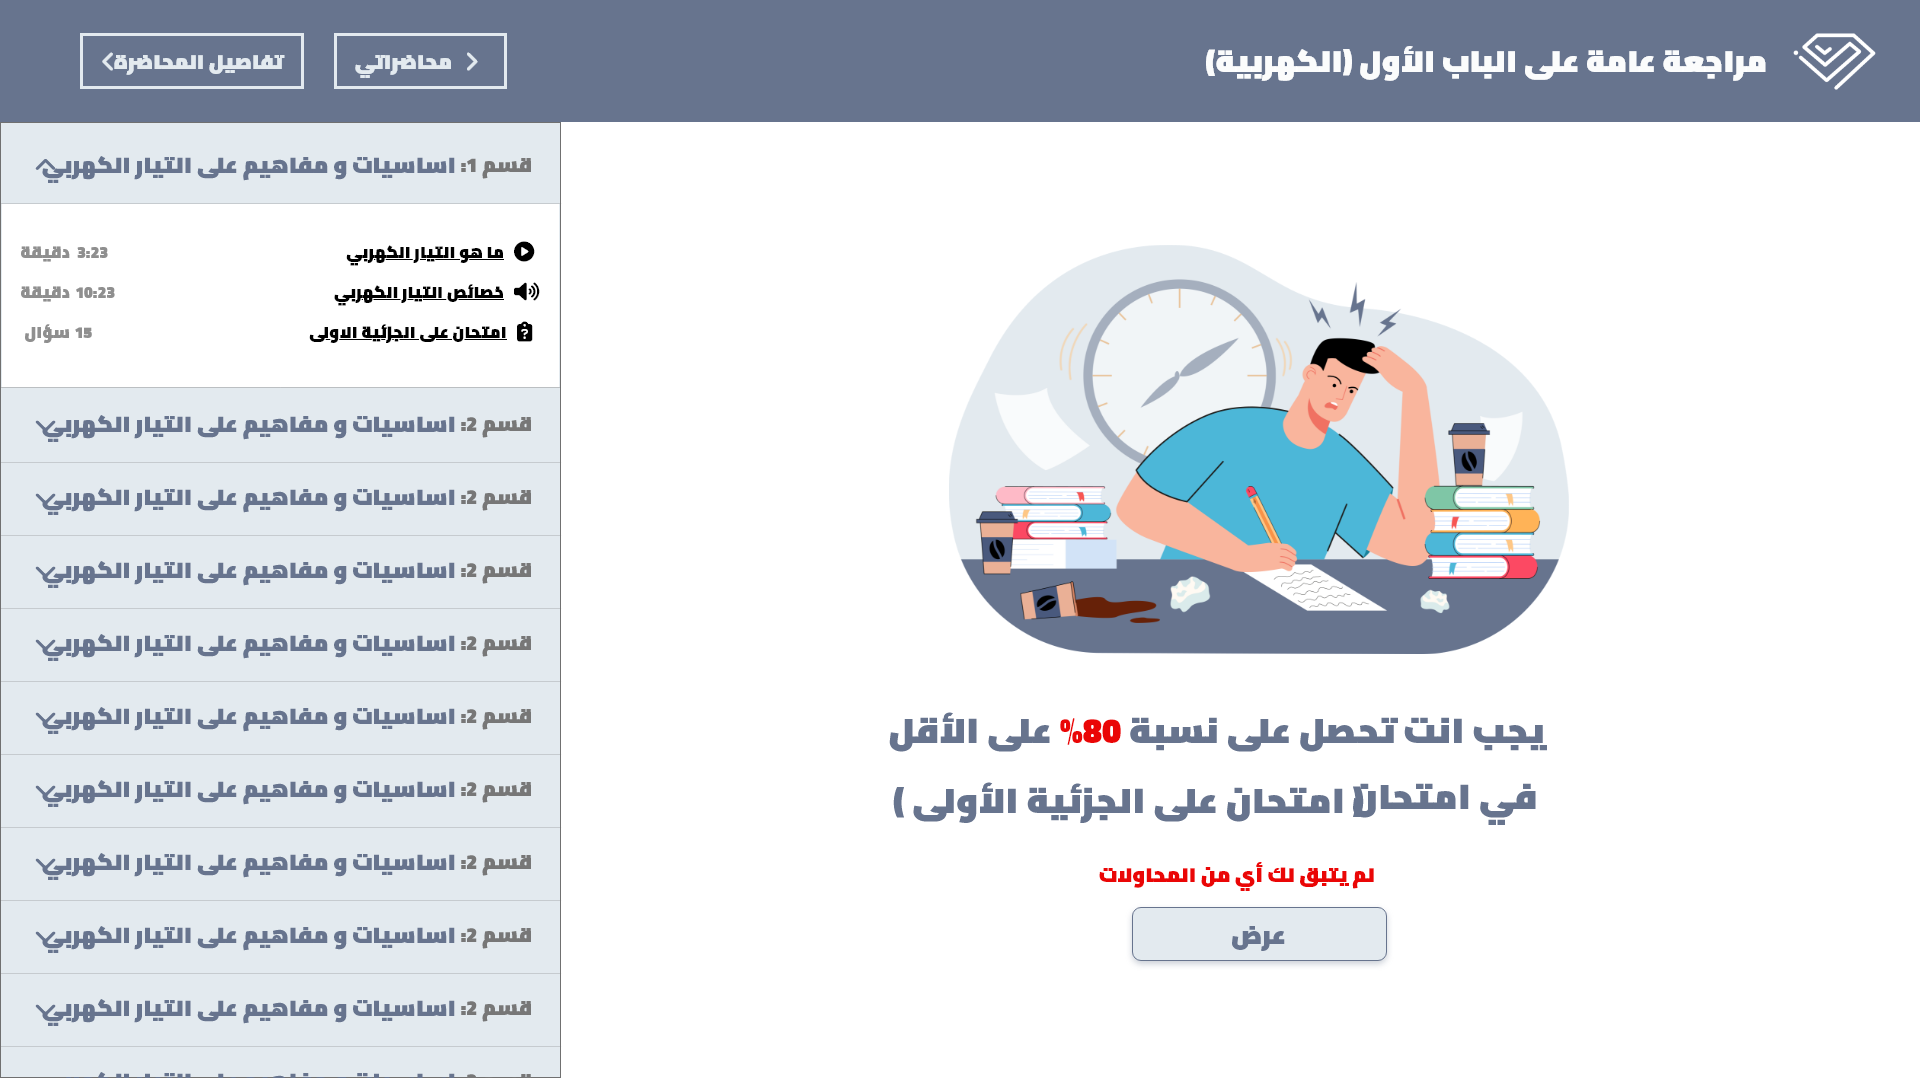 مراجعة عامة على الباب الأول (الكهربية)
محاضراتي
تفاصيل المحاضرة
قسم 1: اساسيات و مفاهيم على التيار الكهربي
ما هو التيار الكهربي 3:23 دقيقة
خصائص التيار الكهربي 10:23 دقيقة
امتحان على الجزئية الاولى 15 سؤال
قسم 2: اساسيات و مفاهيم على التيار الكهربي
قسم 2: اساسيات و مفاهيم على التيار الكهربي
قسم 2: اساسيات و مفاهيم على التيار الكهربي
قسم 2: اساسيات و مفاهيم على التيار الكهربي
قسم 2: اساسيات و مفاهيم على التيار الكهربي
قسم 2: اساسيات و مفاهيم على التيار الكهربي
قسم 2: اساسيات و مفاهيم على التيار الكهربي
قسم 2: اساسيات و مفاهيم على التيار الكهربي
قسم 2: اساسيات و مفاهيم على التيار الكهربي
يجب انت تحصل على نسبة 80% على الأقل
في امتحان( امتحان على الجزئية الأولى )
لم يتبق لك أي من المحاولات
عرض